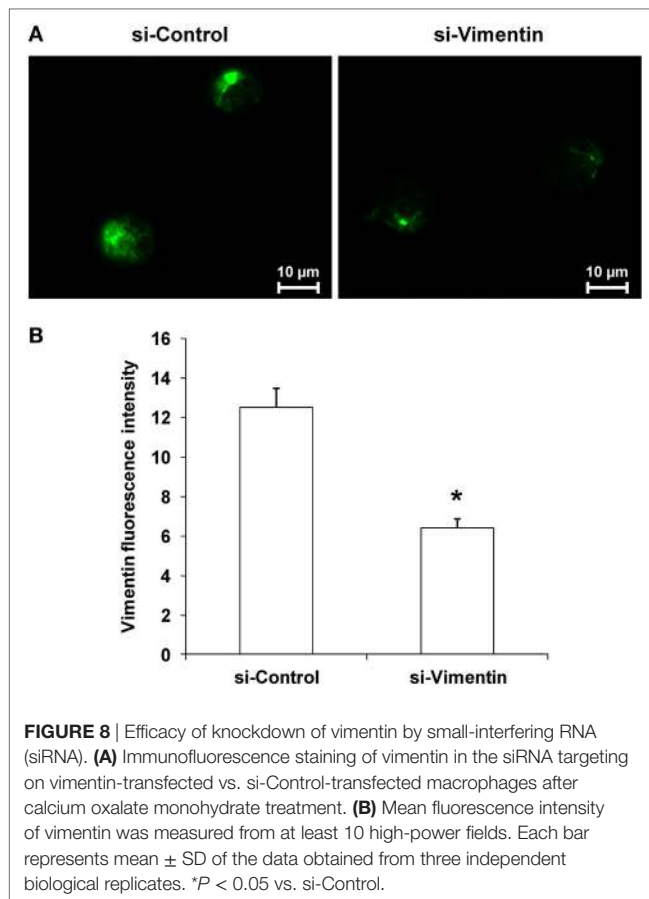 A
si-Control
si-Vimentin
10 µm
10 µm
B
Vimentin fluorescence intensity
16
14
12
10
8
6
4
2
0
*
si-Control
si-Vimentin
FIGURE 8 | Efficacy of knockdown of vimentin by small-interfering RNA
(siRNA). (A) Immunofluorescence staining of vimentin in the siRNA targeting
on vimentin-transfected vs. si-Control-transfected macrophages after
calcium oxalate monohydrate treatment. (B) Mean fluorescence intensity
of vimentin was measured from at least 10 high-power fields. Each bar
represents mean ± SD of the data obtained from three independent
biological replicates. *P < 0.05 vs. si-Control.